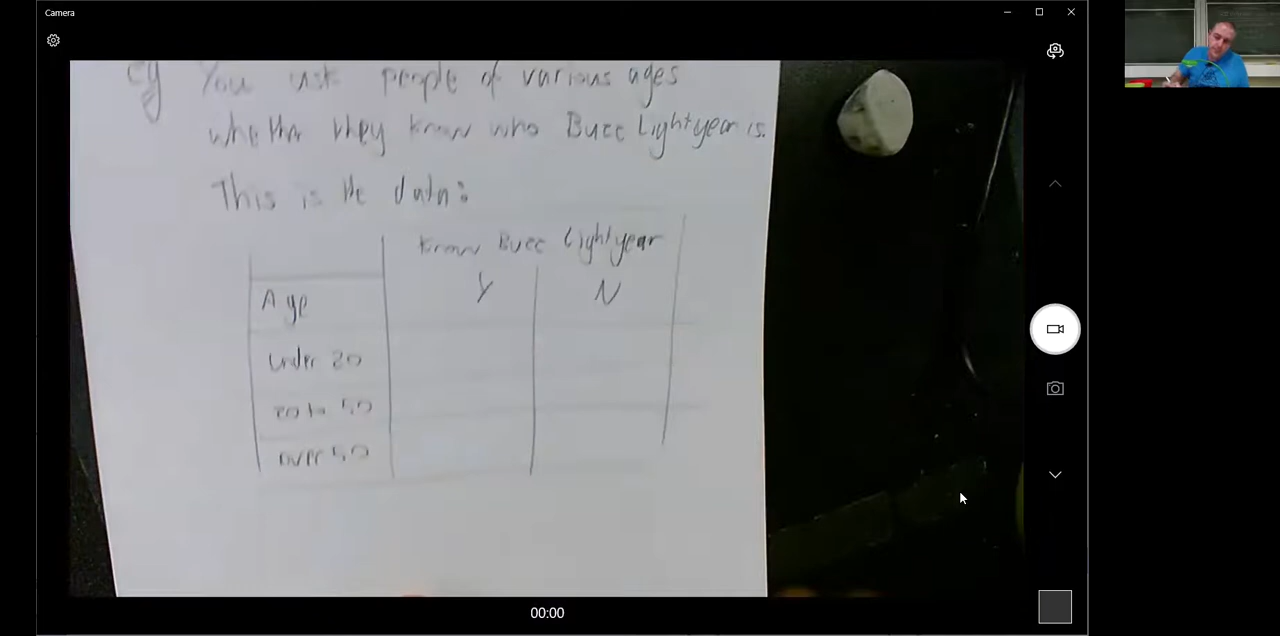 Camera
eg You ask people of various ages
whether they know who Buzz Lightyear is.
This is the data:
Know Buzz Lightyear
Age Y N
under 20
20 to 50
over 50
00:00